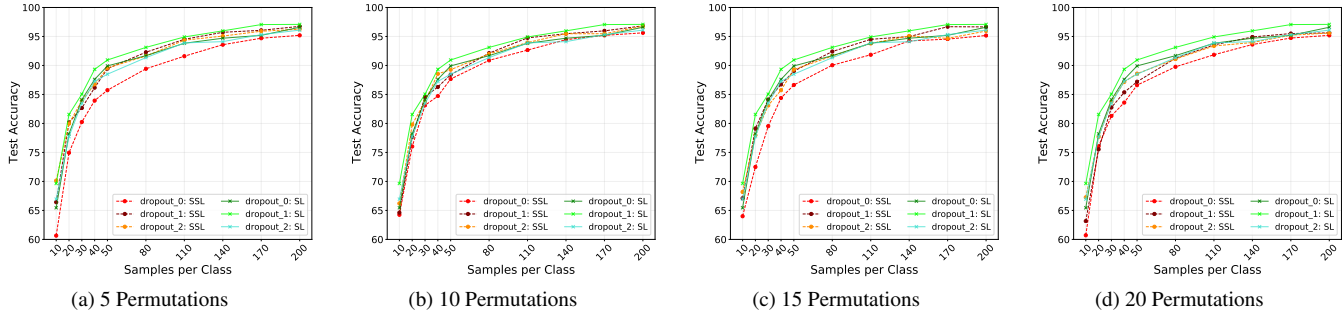 100
95
90
85
80
75
70
65
60
Test Accuracy
dropout_0: SSL
dropout_1: SSL
dropout_2: SSL
dropout_0: SL
dropout_1: SL
dropout_2: SL
10 20 30 40 50 80 110 140 170 200
Samples per Class
(a) 5 Permutations
100
95
90
85
80
75
70
65
60
Test Accuracy
dropout_0: SSL
dropout_1: SSL
dropout_2: SSL
dropout_0: SL
dropout_1: SL
dropout_2: SL
10 20 30 40 50 80 110 140 170 200
Samples per Class
(b) 10 Permutations
100
95
90
85
80
75
70
65
60
Test Accuracy
dropout_0: SSL
dropout_1: SSL
dropout_2: SSL
dropout_0: SL
dropout_1: SL
dropout_2: SL
10 20 30 40 50 80 110 140 170 200
Samples per Class
(c) 15 Permutations
100
95
90
85
80
75
70
65
60
Test Accuracy
dropout_0: SSL
dropout_1: SSL
dropout_2: SSL
dropout_0: SL
dropout_1: SL
dropout_2: SL
10 20 30 40 50 80 110 140 170 200
Samples per Class
(d) 20 Permutations